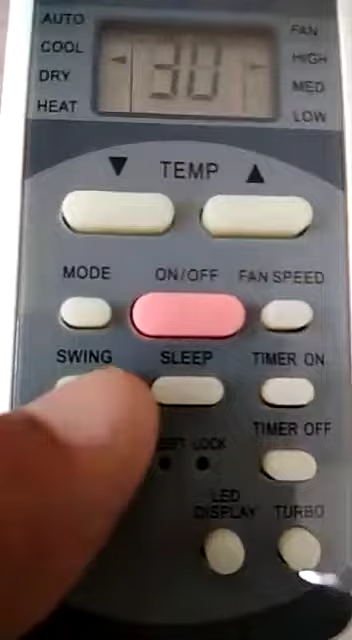 AUTO
COOL
DRY
HEAT
30
FAN
HIGH
MED
LOW
▼ TEMP ▲
MODE ON/OFF FAN SPEED
SWING SLEEP TIMER ON
LOCK TIMER OFF
LED
DISPLAY TURBO